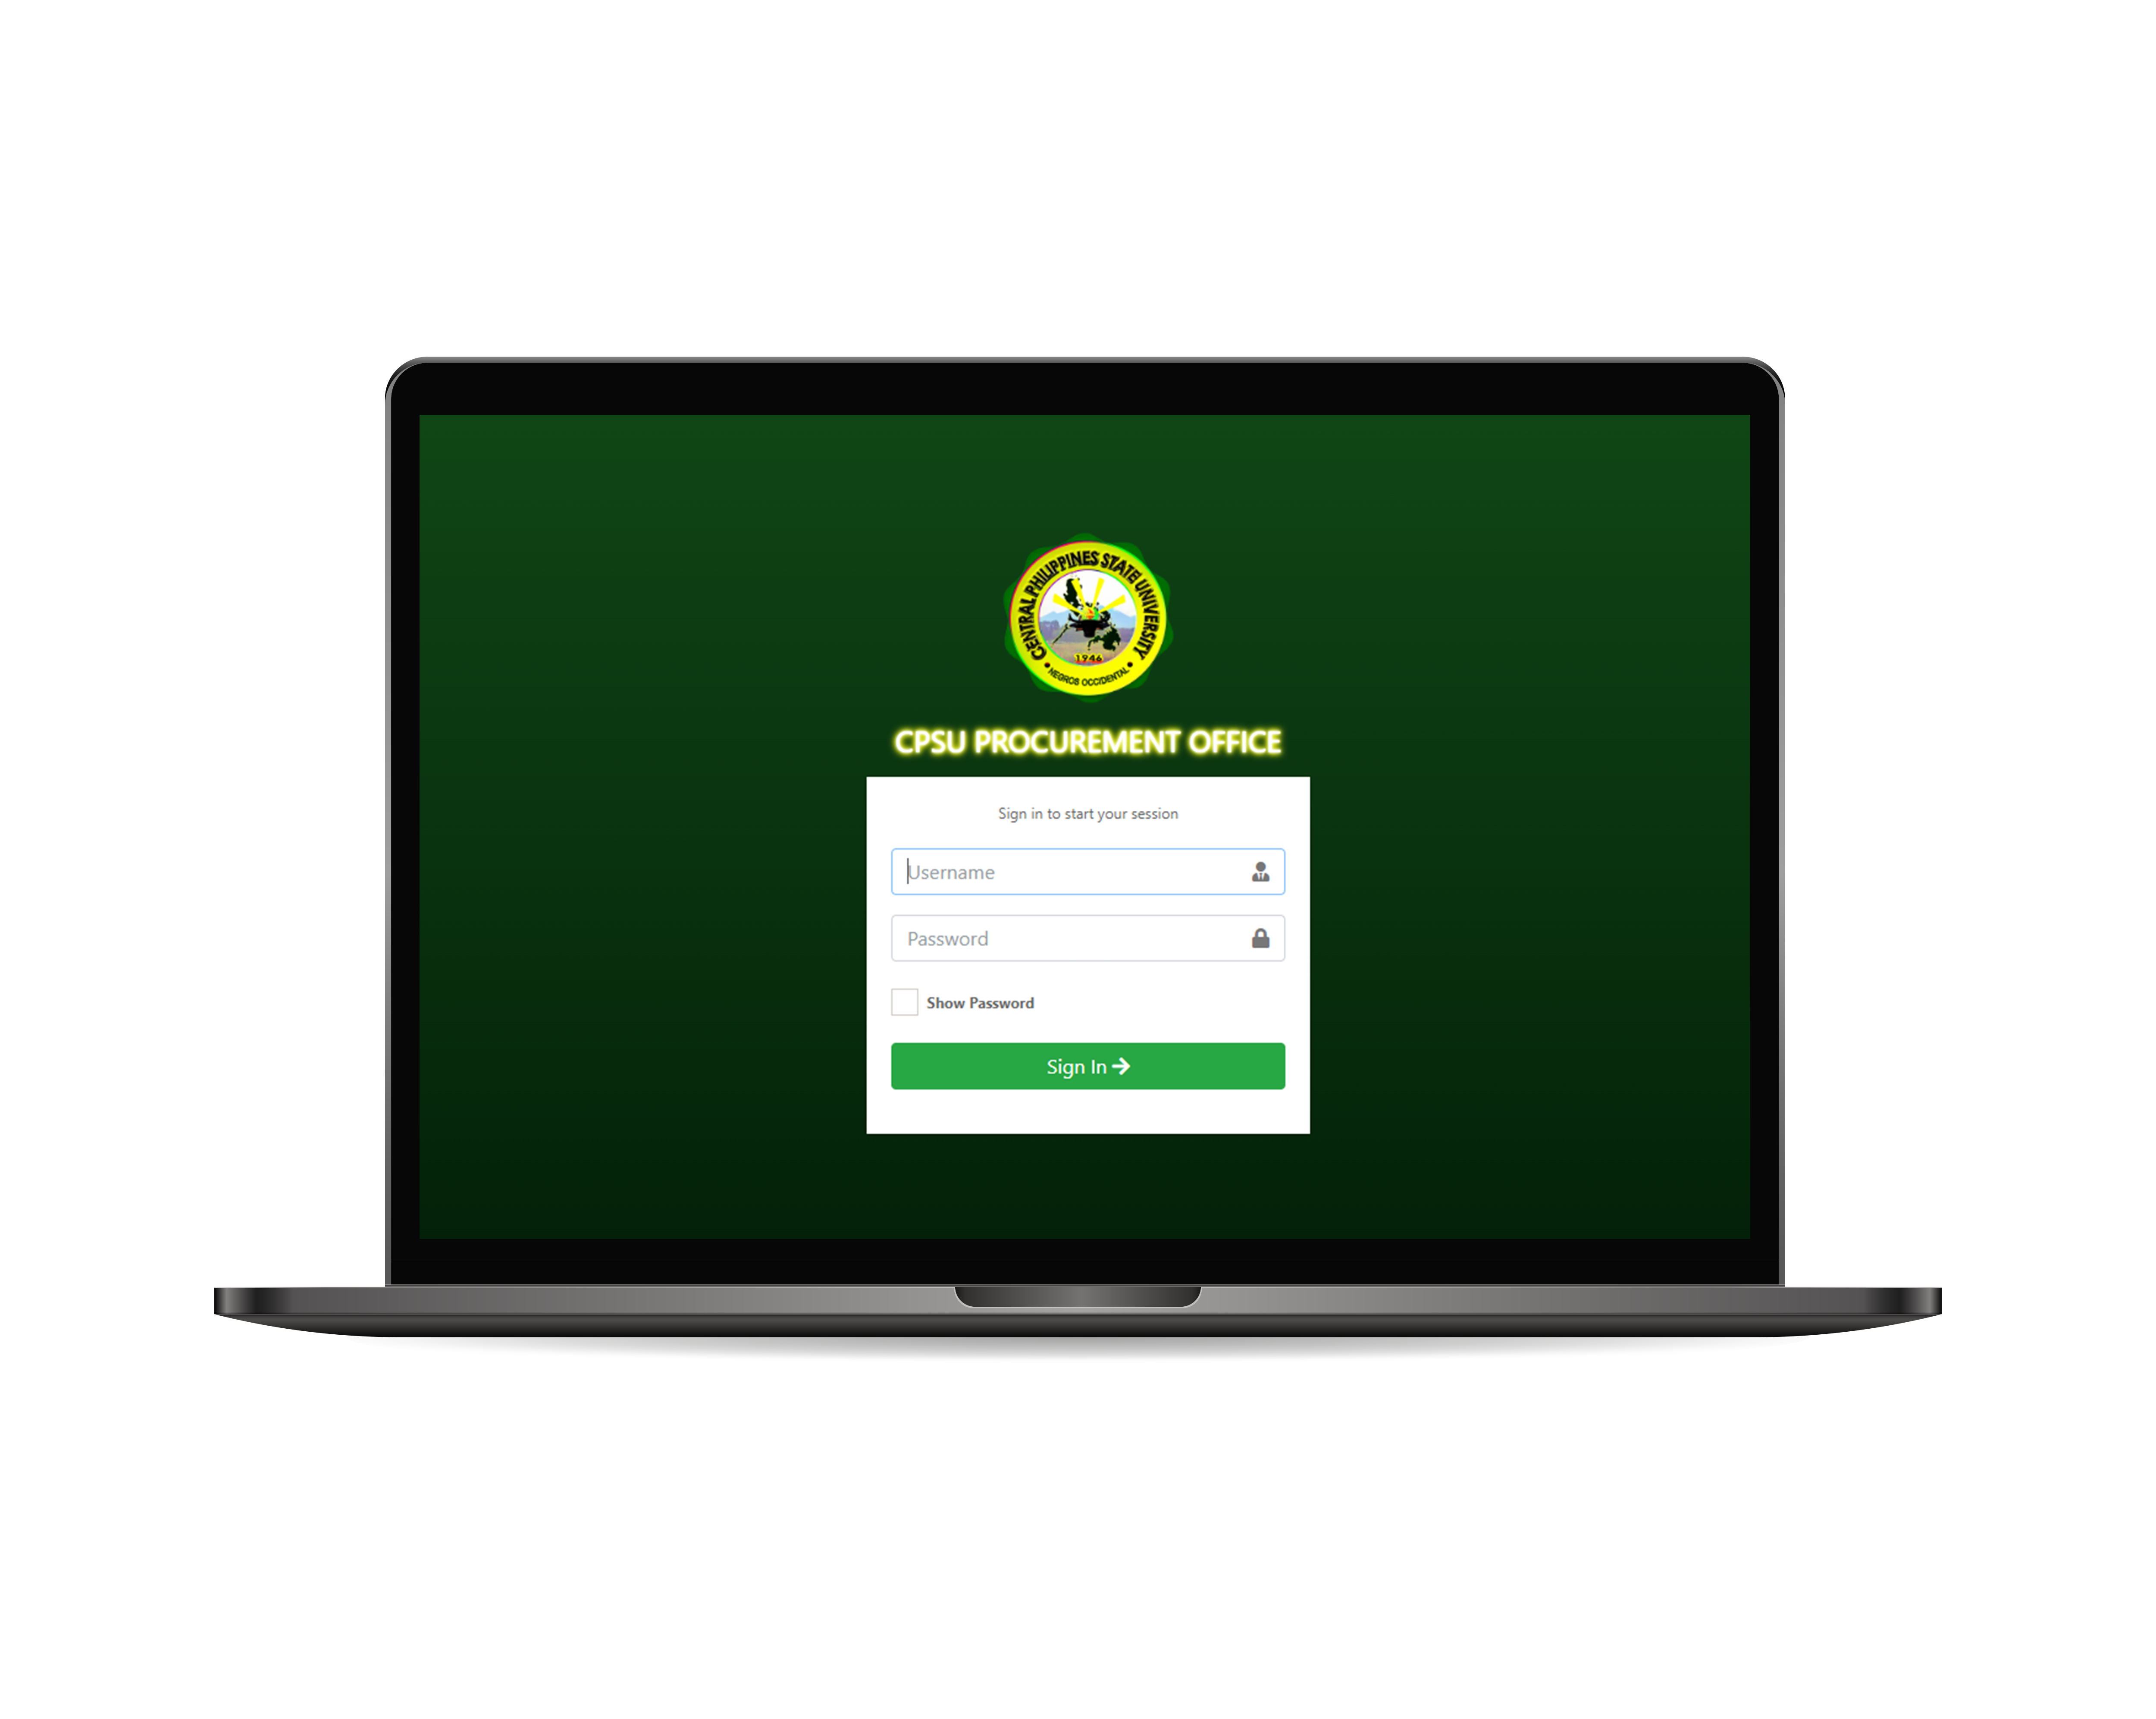 CENTRAL PHILIPPINES STATE UNIVERSITY
1946
NEGROS OCCIDENTAL
CPSU PROCUREMENT OFFICE
Sign in to start your session
Username
Password
Show Password
Sign In